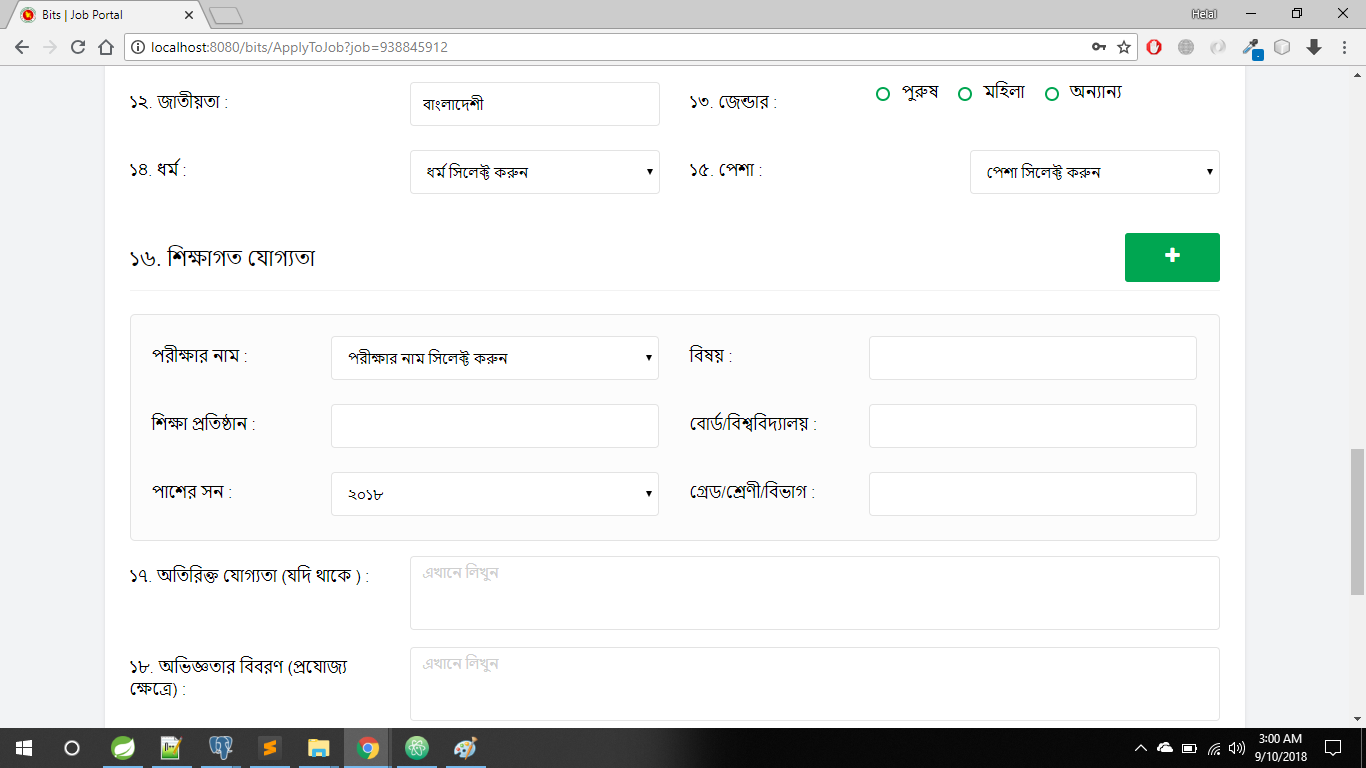 Bits | Job Portal
Helal
localhost:8080/bits/ApplyToJob?job=938845912
১২. জাতীয়তা : বাংলাদেশী ১৩. জেন্ডার : পুরুষ মহিলা অন্যান্য
১৪. ধর্ম : ধর্ম সিলেক্ট করুন ১৫. পেশা : পেশা সিলেক্ট করুন
১৬. শিক্ষাগত যোগ্যতা
পরীক্ষার নাম : পরীক্ষার নাম সিলেক্ট করুন বিষয় :
শিক্ষা প্রতিষ্ঠান : বোর্ড/বিশ্ববিদ্যালয় :
পাশের সন : ২০১৮ গ্রেড/শ্রেণী/বিভাগ :
১৭. অতিরিক্ত যোগ্যতা (যদি থাকে ) : এখানে লিখুন
১৮. অভিজ্ঞতার বিবরণ (প্রযোজ্য এখানে লিখুন
ক্ষেত্রে) :
3:00 AM
9/10/2018